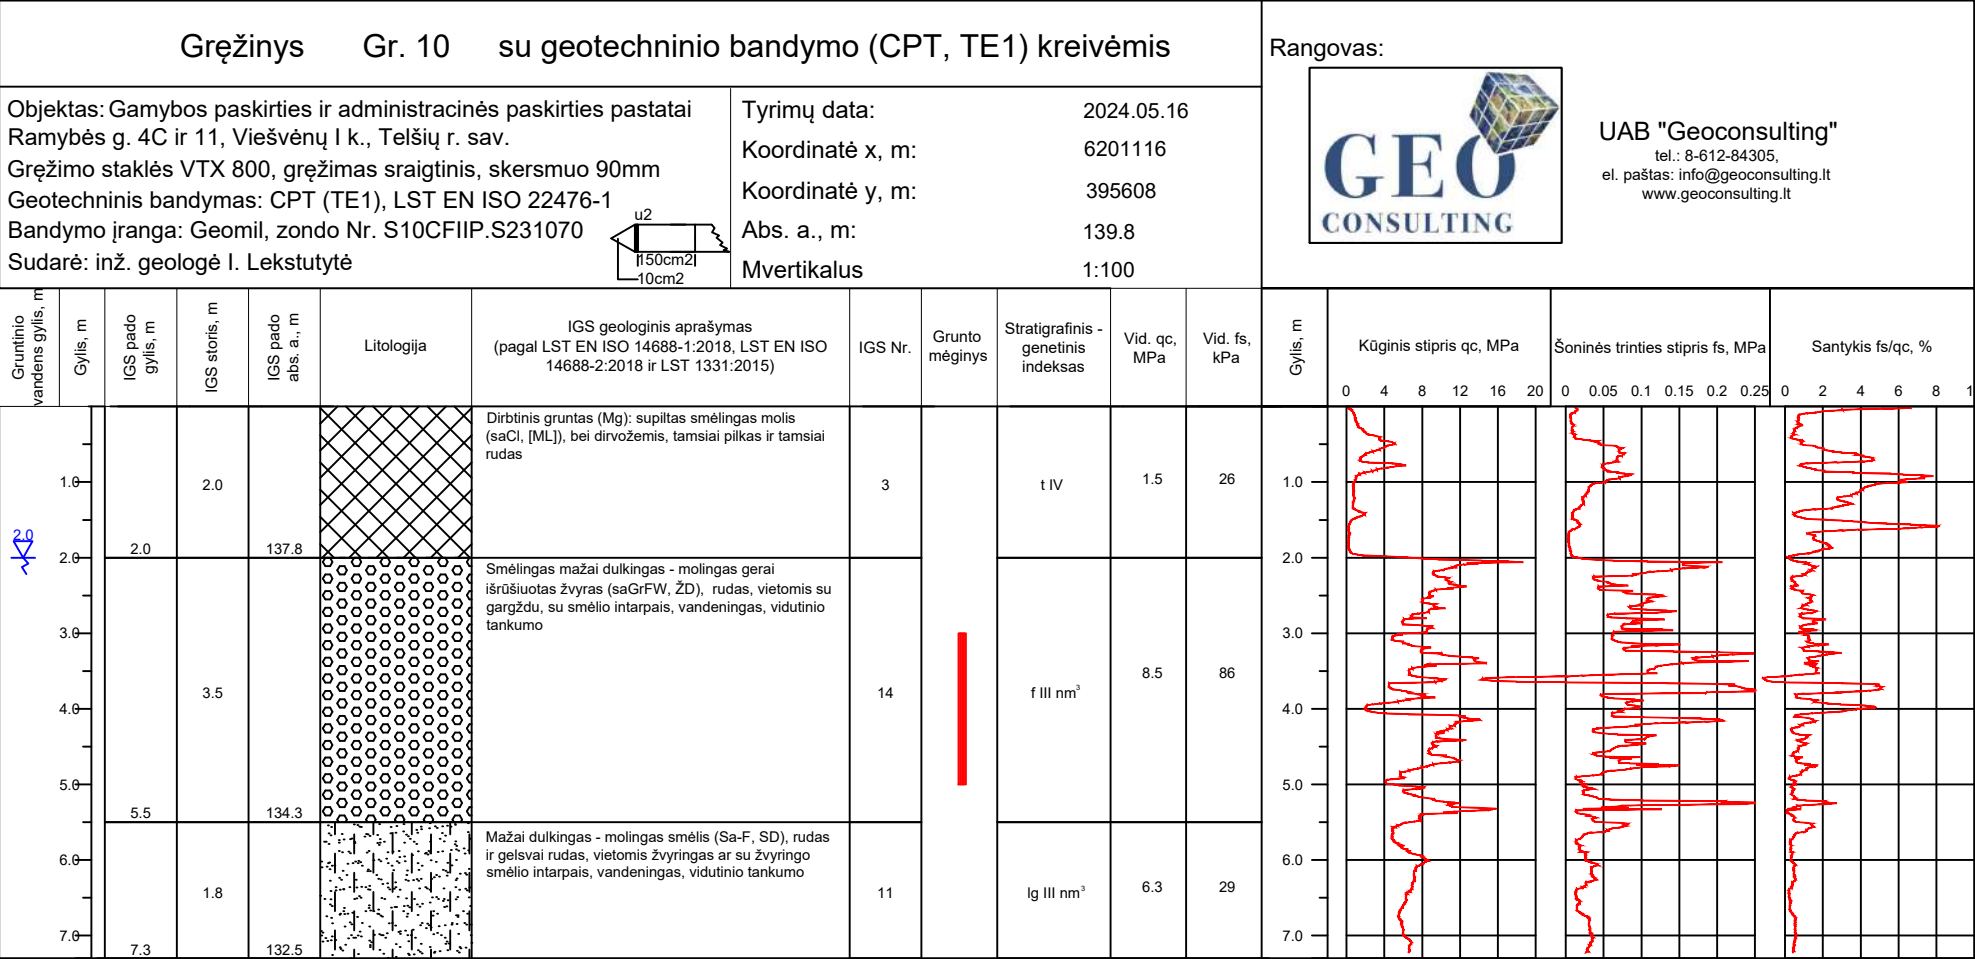 Gręžinys Gr. 10 su geotechninio bandymo (CPT, TE1) kreivėmis
Objektas: Gamybos paskirties ir administracinės paskirties pastatai
Ramybės g. 4C ir 11, Viešvėnų I k., Telšių r. sav.
Gręžimo staklės VTX 800, gręžimas sraigtinis, skersmuo 90mm
Geotechninis bandymas: CPT (TE1), LST EN ISO 22476-1
Bandymo įranga: Geomil, zondo Nr. S10CFIIP.S231070
Sudarė: inž. geologė I. Lekstutytė
u2
150cm2
10cm2
Tyrimų data: 2024.05.16
Koordinatė x, m: 6201116
Koordinatė y, m: 395608
Abs. a., m: 139.8
Mvertikalus 1:100
Rangovas:
GEO
CONSULTING
UAB "Geoconsulting"
tel.: 8-612-84305,
el. paštas: info@geoconsulting.lt
www.geoconsulting.lt
Gruntinio
vandens gylis, m
Gylis, m
IGS pado
gylis, m
IGS storis, m
IGS pado
abs. a., m
Litologija
IGS geologinis aprašymas
(pagal LST EN ISO 14688-1:2018, LST EN ISO
14688-2:2018 ir LST 1331:2015)
IGS Nr.
Grunto
mėginys
Stratigrafinis -
genetinis
indeksas
Vid. qc,
MPa
Vid. fs,
kPa
Gylis, m
Kūginis stipris qc, MPa
0 4 8 12 16 20
Šoninės trinties stipris fs, MPa
0 0.05 0.1 0.15 0.2 0.25
Santykis fs/qc, %
0 2 4 6 8 1
2.0
1.0
2.0
3.0
4.0
5.0
6.0
7.0
2.0
2.0
137.8
Dirbtinis gruntas (Mg): supiltas smėlingas molis
(saCl, [ML]), bei dirvožemis, tamsiai pilkas ir tamsiai
rudas
3
t IV
1.5
26
5.5
3.5
134.3
Smėlingas mažai dulkingas - molingas gerai
išrūšiuotas žvyras (saGrFW, ŽD), rudas, vietomis su
gargždu, su smėlio intarpais, vandeningas, vidutinio
tankumo
14
f III nm³
8.5
86
7.3
1.8
132.5
Mažai dulkingas - molingas smėlis (Sa-F, SD), rudas
ir gelsvai rudas, vietomis žvyringas ar su žvyringo
smėlio intarpais, vandeningas, vidutinio tankumo
11
lg III nm³
6.3
29
1.0
2.0
3.0
4.0
5.0
6.0
7.0